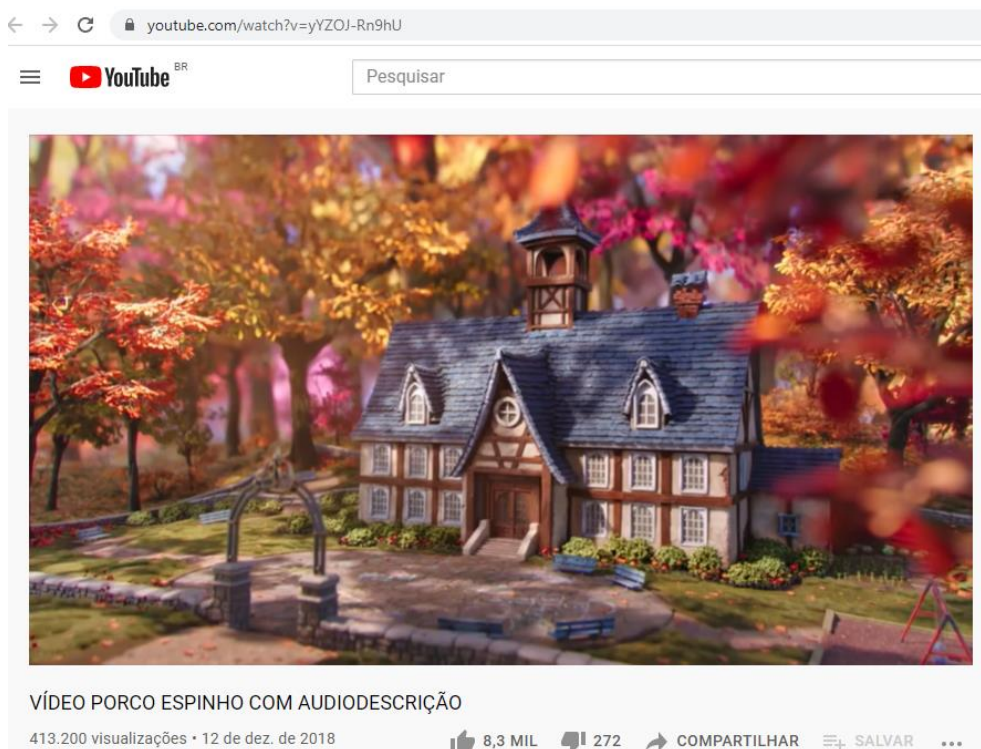 youtube.com/watch?v=yYZOJ-Rn9hU
YouTube BR
Pesquisar
VÍDEO PORCO ESPINHO COM AUDIODESCRIÇÃO
413.200 visualizações • 12 de dez. de 2018
8,3 MIL 272 COMPARTILHAR SALVAR